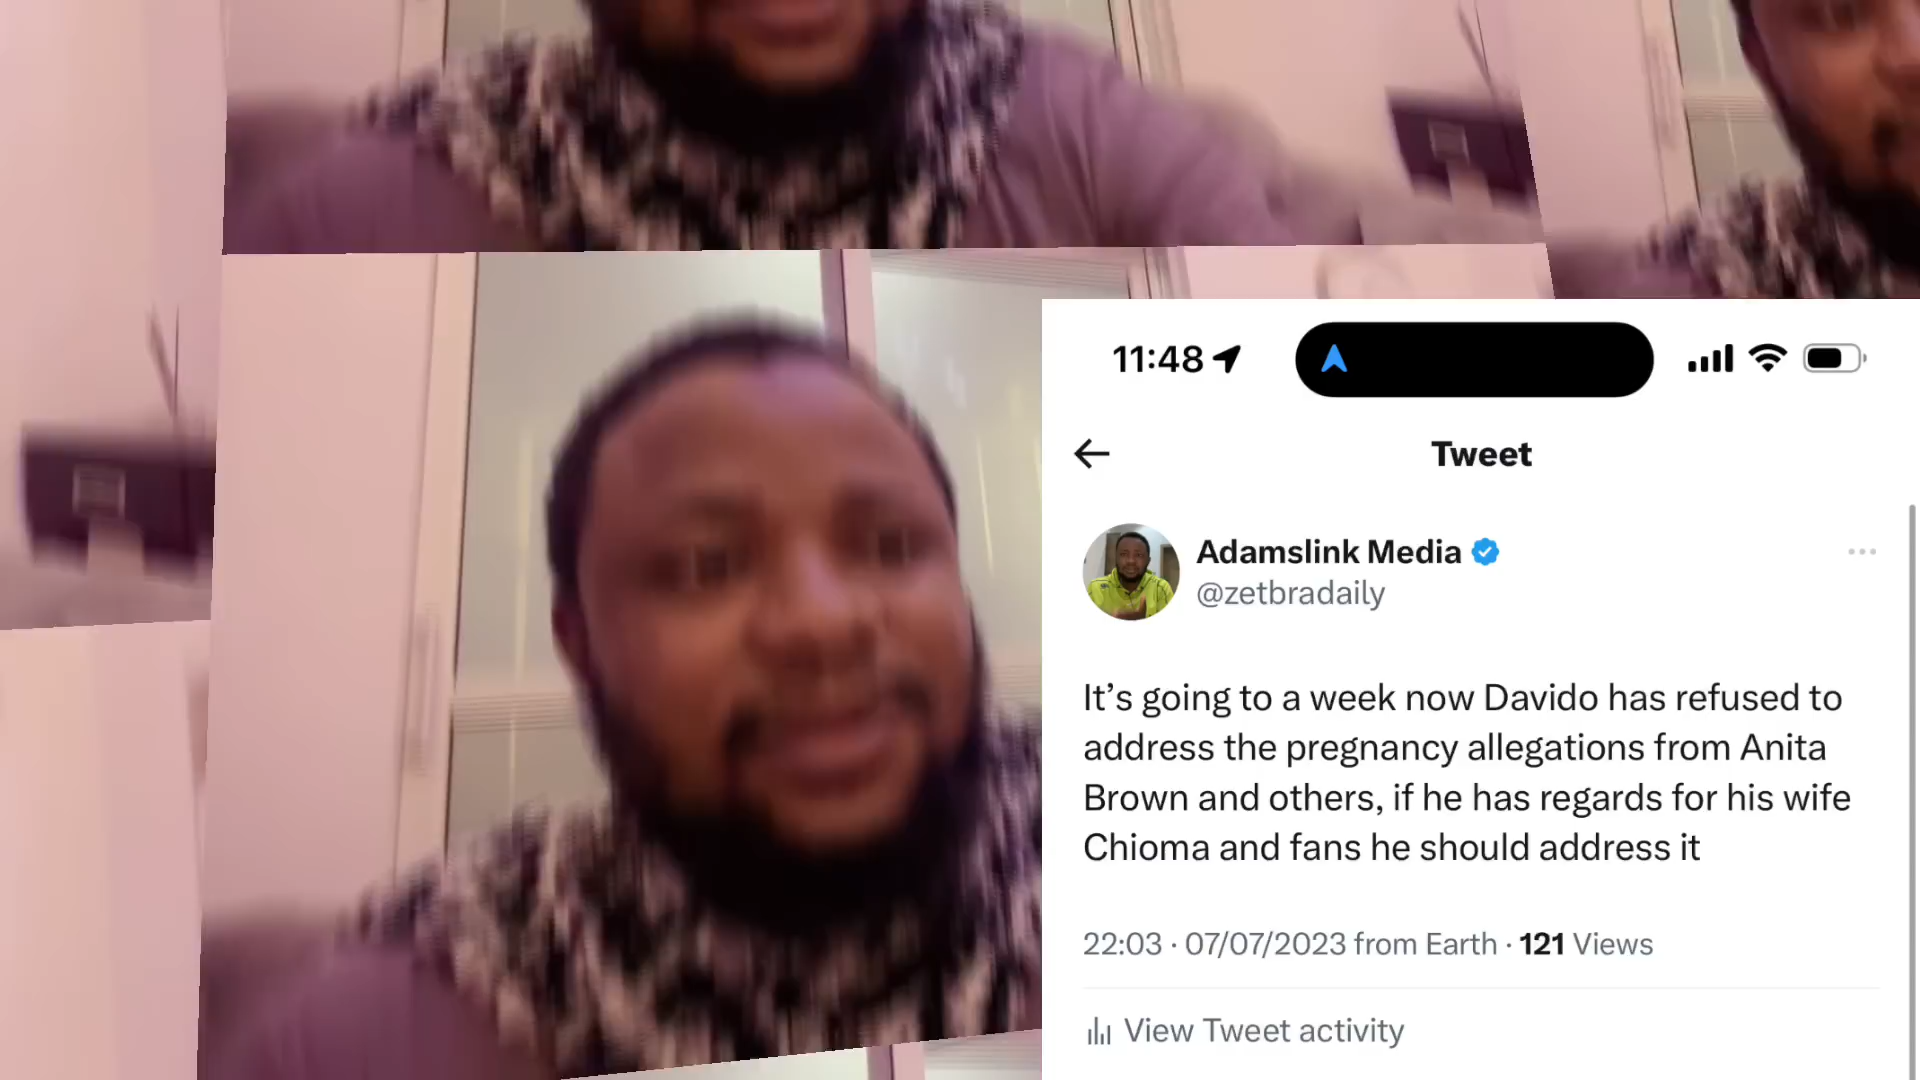 11:48
Tweet
Adamslink Media
@zetbradaily
It’s going to a week now Davido has refused to
address the pregnancy allegations from Anita
Brown and others, if he has regards for his wife
Chioma and fans he should address it
22:03 · 07/07/2023 from Earth · 121 Views
View Tweet activity